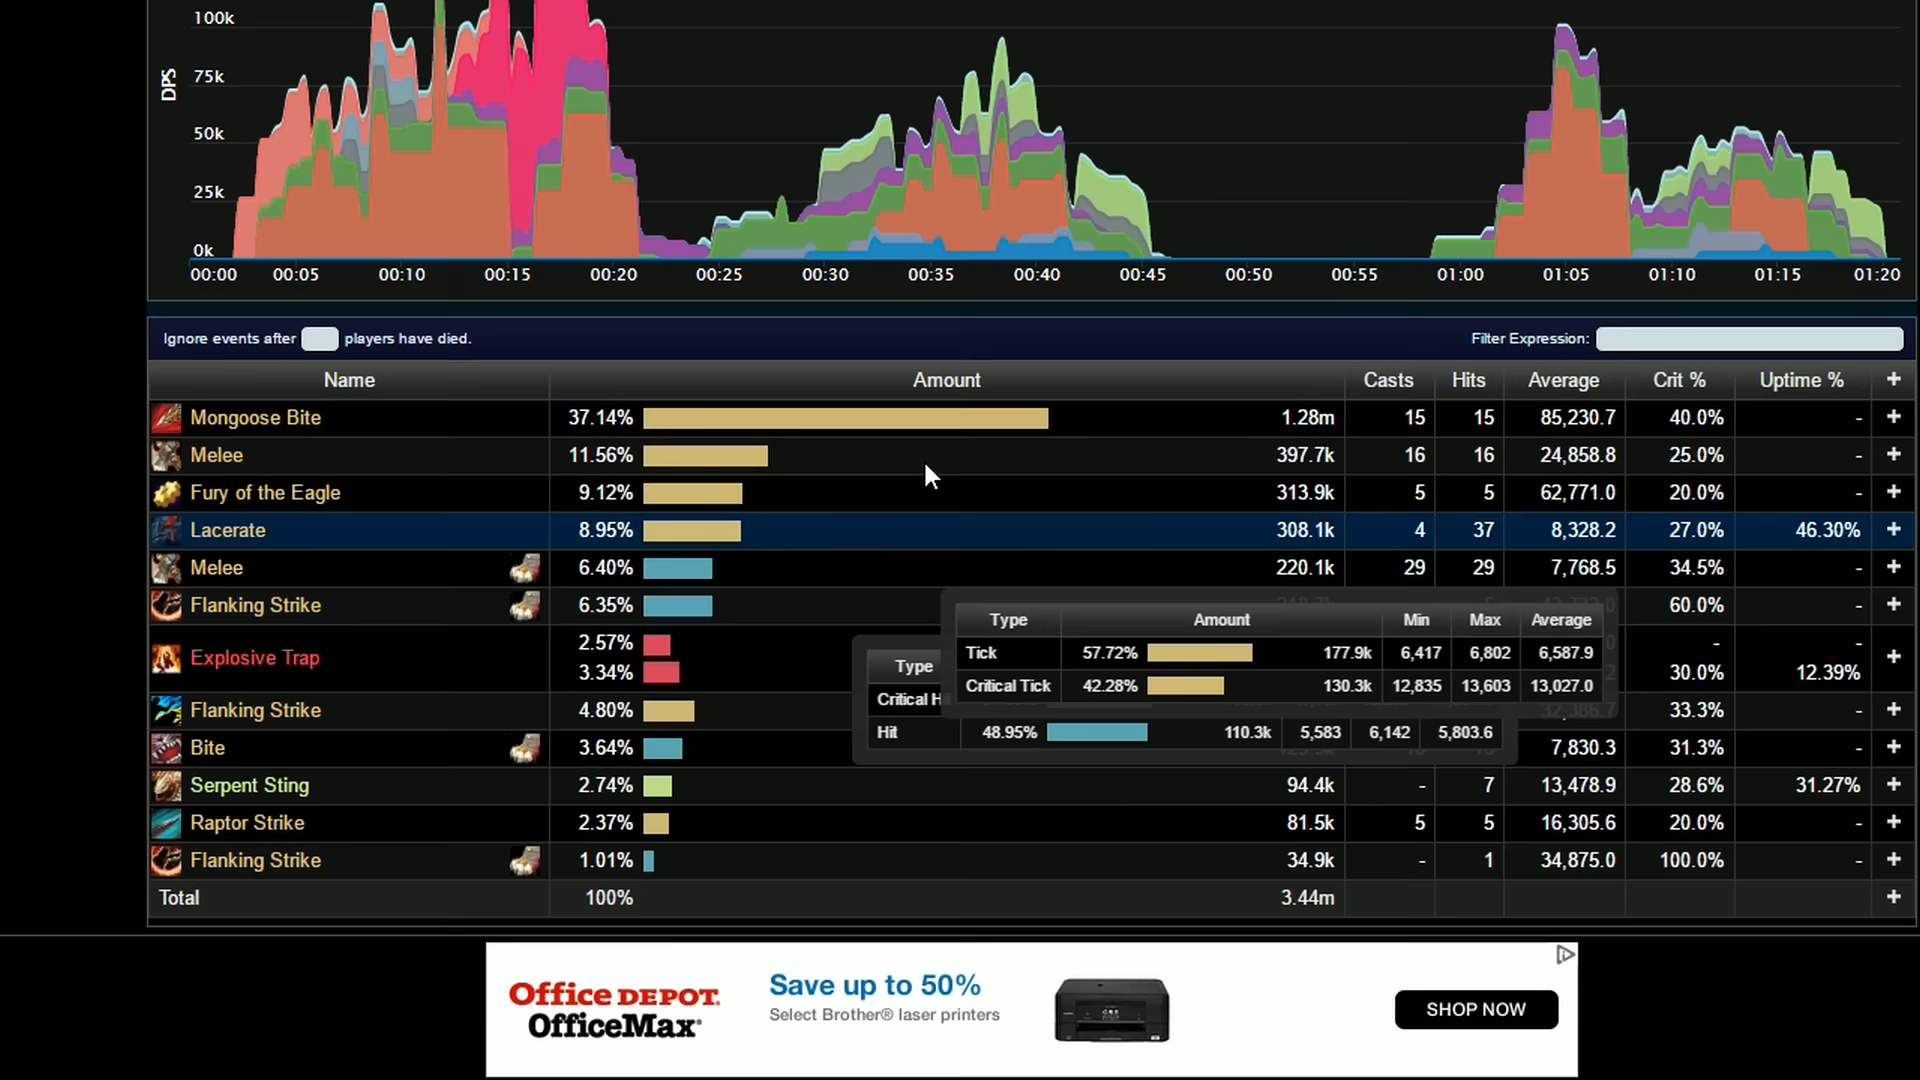 100k
75k
50k
25k
0k
DPS
00:00 00:05 00:10 00:15 00:20 00:25 00:30 00:35 00:40 00:45 00:50 00:55 01:00 01:05 01:10 01:15 01:20
Ignore events after players have died. Filter Expression:
Name Amount Casts Hits Average Crit % Uptime % +
Mongoose Bite 37.14% 1.28m 15 15 85,230.7 40.0% - +
Melee 11.56% 397.7k 16 16 24,858.8 25.0% - +
Fury of the Eagle 9.12% 313.9k 5 5 62,771.0 20.0% - +
Lacerate 8.95% 308.1k 4 37 8,328.2 27.0% 46.30% +
Melee 6.40% 220.1k 29 29 7,768.5 34.5% - +
Flanking Strike 6.35% 60.0% - +
Type Amount Min Max Average
Explosive Trap 2.57% - +
3.34% 30.0% 12.39%
Tick 57.72% 177.9k 6,417 6,802 6,587.9
Type
Critical Tick 42.28% 130.3k 12,835 13,603 13,027.0
Critical H
Flanking Strike 4.80% 33.3% - +
Hit 48.95% 110.3k 5,583 6,142 5,803.6
Bite 3.64% 7,830.3 31.3% - +
Serpent Sting 2.74% 94.4k - 7 13,478.9 28.6% 31.27% +
Raptor Strike 2.37% 81.5k 5 5 16,305.6 20.0% - +
Flanking Strike 1.01% 34.9k - 1 34,875.0 100.0% - +
Total 100% 3.44m +
Office DEPOT.
OfficeMax
Save up to 50%
Select Brother® laser printers
SHOP NOW